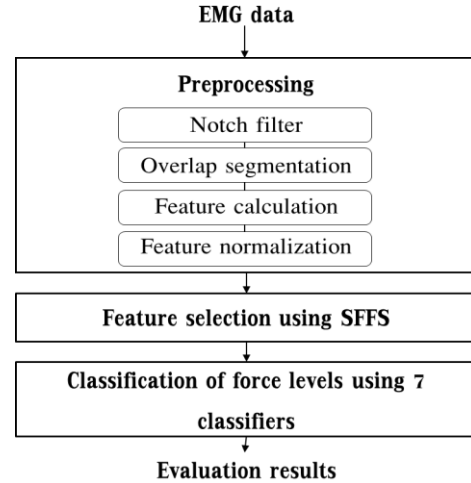 EMG data
Preprocessing
Notch filter
Overlap segmentation
Feature calculation
Feature normalization
Feature selection using SFFS
Classification of force levels using 7
classifiers
Evaluation results